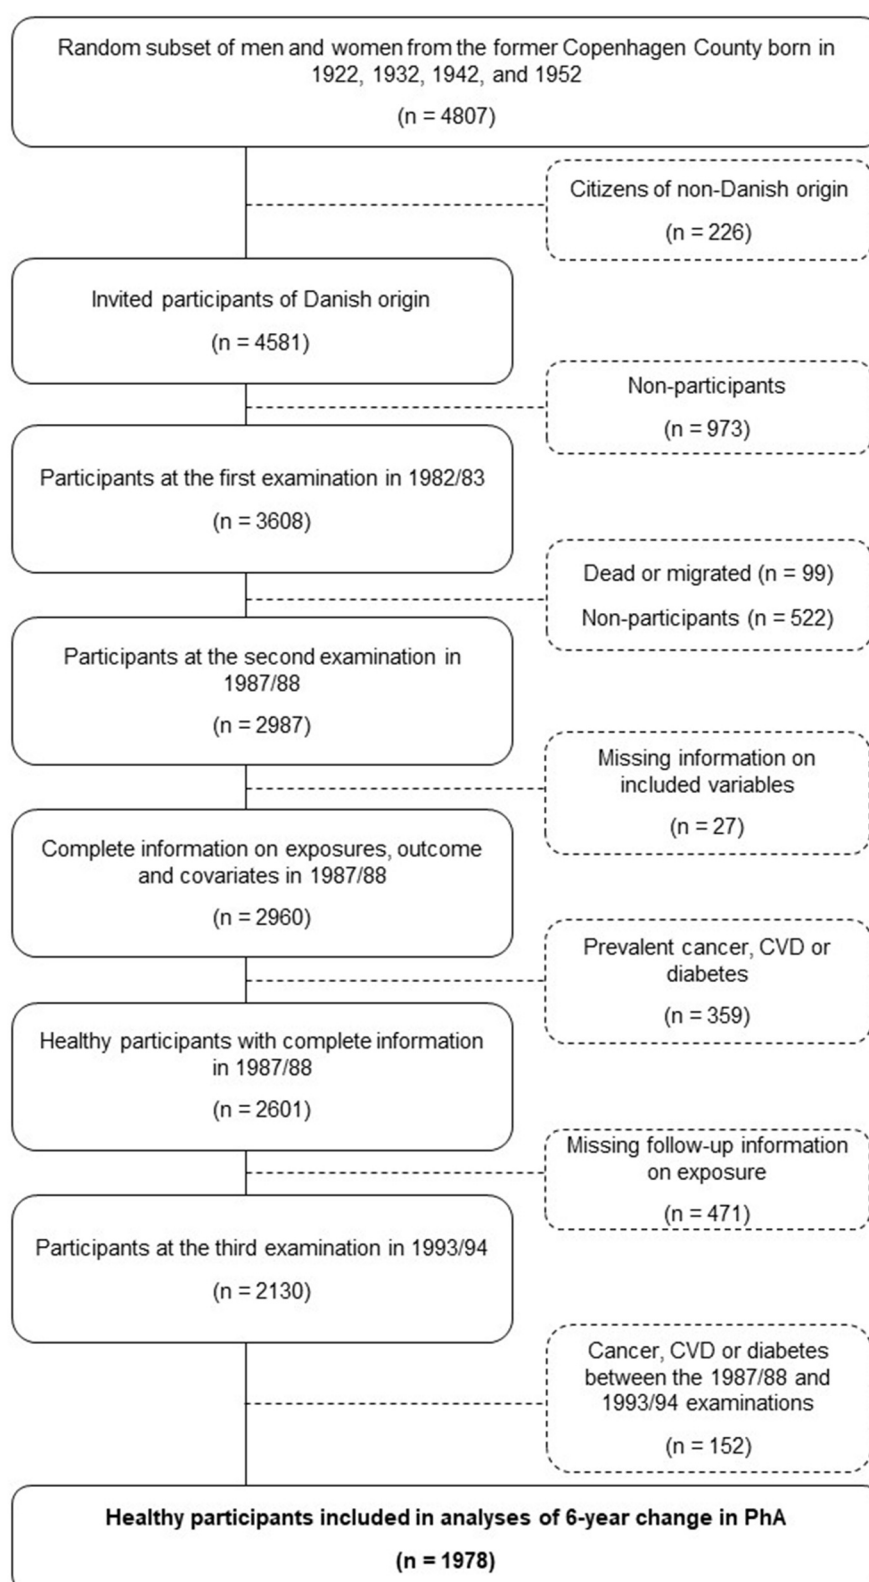 Random subset of men and women from the former Copenhagen County born in
1922, 1932, 1942, and 1952
(n = 4807)
Citizens of non-Danish origin
(n = 226)
Invited participants of Danish origin
(n = 4581)
Non-participants
(n = 973)
Participants at the first examination in 1982/83
(n = 3608)
Dead or migrated (n = 99)
Non-participants (n = 522)
Participants at the second examination in
1987/88
(n = 2987)
Missing information on
included variables
(n = 27)
Complete information on exposures, outcome
and covariates in 1987/88
(n = 2960)
Prevalent cancer, CVD or
diabetes
(n = 359)
Healthy participants with complete information
in 1987/88
(n = 2601)
Missing follow-up information
on exposure
(n = 471)
Participants at the third examination in 1993/94
(n = 2130)
Cancer, CVD or diabetes
between the 1987/88 and
1993/94 examinations
(n = 152)
Healthy participants included in analyses of 6-year change in PhA
(n = 1978)